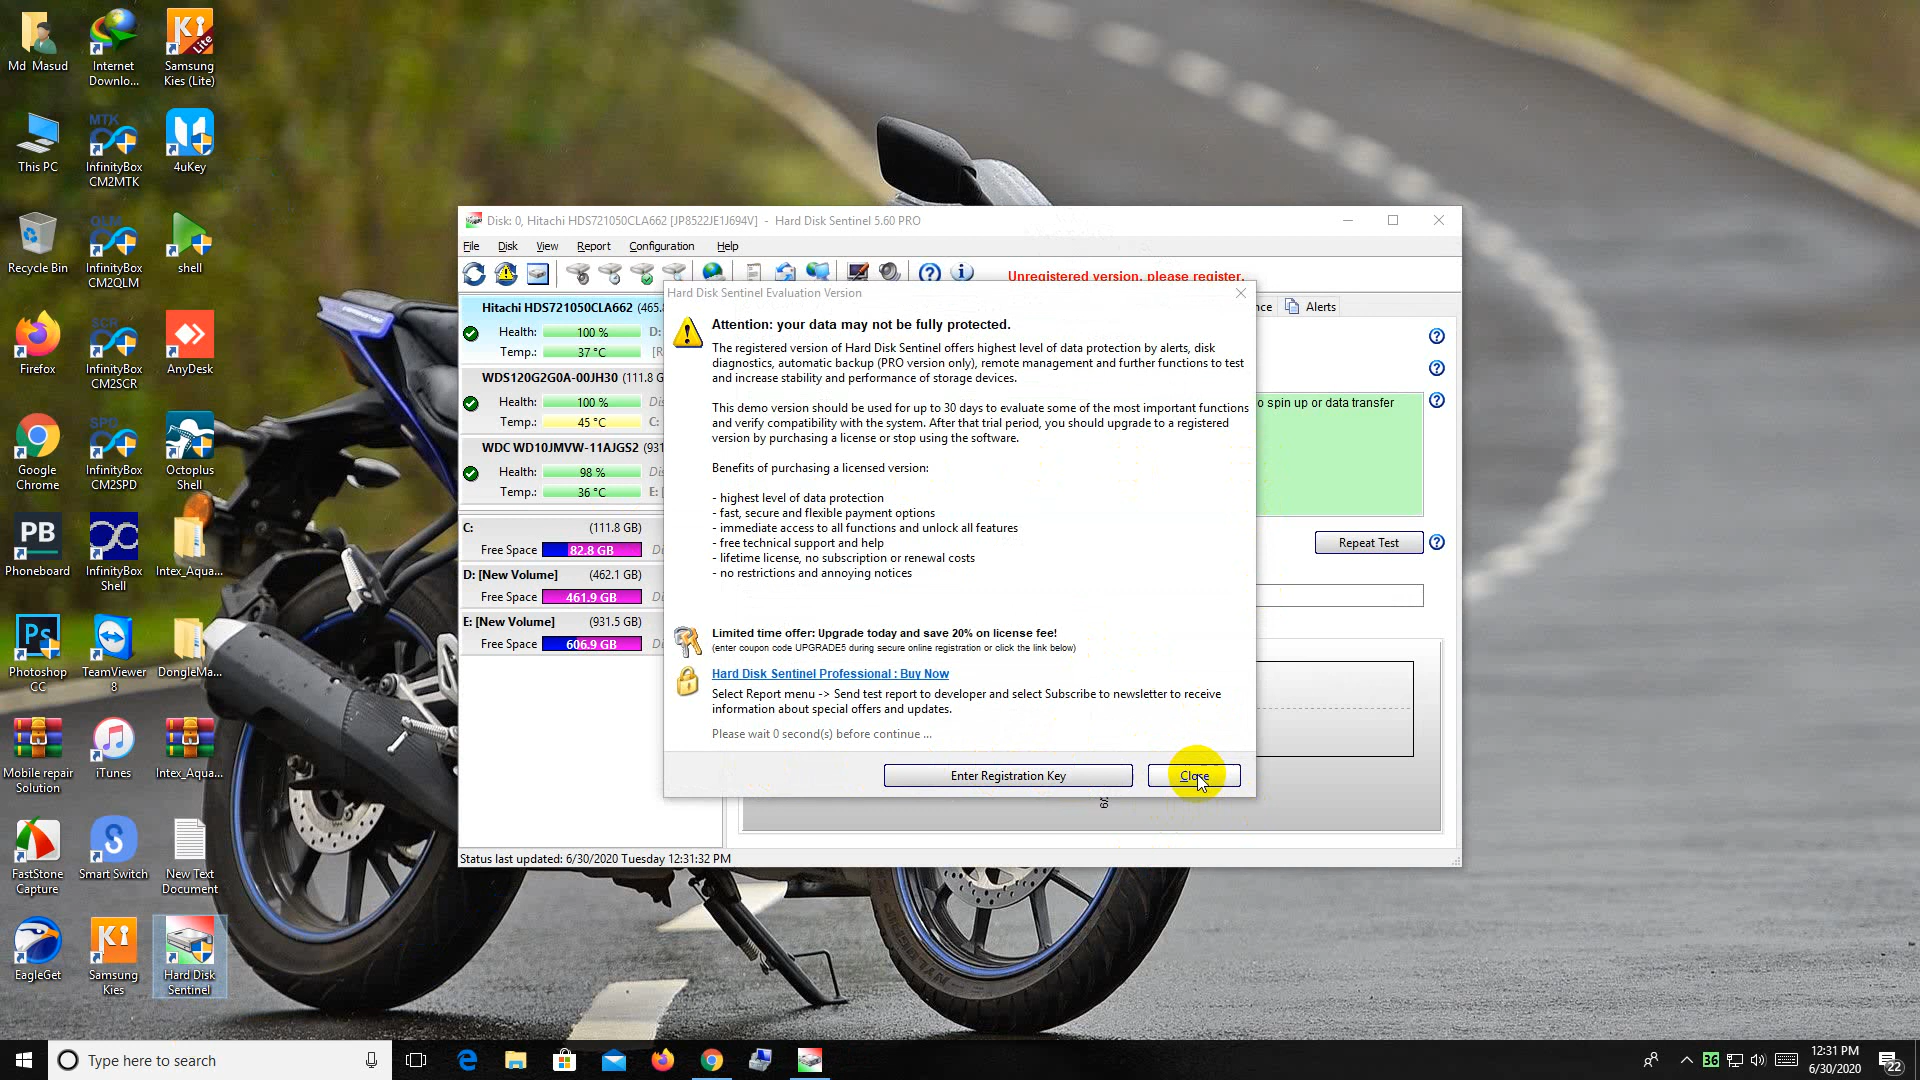 Md Masud
Internet
Downlo...
Samsung
Kies (Lite)
This PC
InfinityBox
CM2MTK
4uKey
Recycle Bin
InfinityBox
CM2QLM
shell
Firefox
InfinityBox
CM2SCR
AnyDesk
Google
Chrome
InfinityBox
CM2SPD
Octoplus
Shell
Phoneboard
InfinityBox
Shell
Intex_Aqua...
Photoshop
CC
TeamViewer
8
DongleMa...
Mobile repair
Solution
iTunes
Intex_Aqua...
FastStone
Capture
Smart Switch
New Text
Document
EagleGet
Samsung
Kies
Hard Disk
Sentinel
Disk: 0, Hitachi HDS721050CLA662 [JP8522JE1J694V] - Hard Disk Sentinel 5.60 PRO
File Disk View Report Configuration Help
Unregistered version, please register.
Hitachi HDS721050CLA662 (465.
Health: 100 % D:
Temp.: 37 °C
WDS120G2G0A-00JH30 (111.8 G
Health: 100 % Dis
Temp.: 45 °C C:
WDC WD10JMVW-11AJGS2 (931
Health: 98 % Dis
Temp.: 36 °C E: [
C: (111.8 GB)
Free Space 82.8 GB Di
D: [New Volume] (462.1 GB)
Free Space 461.9 GB Di
E: [New Volume] (931.5 GB)
Free Space 606.9 GB Di
nce Alerts
o spin up or data transfer
Repeat Test
Status last updated: 6/30/2020 Tuesday 12:31:32 PM
Hard Disk Sentinel Evaluation Version
Attention: your data may not be fully protected.
The registered version of Hard Disk Sentinel offers highest level of data protection by alerts, disk
diagnostics, automatic backup (PRO version only), remote management and further functions to test
and increase stability and performance of storage devices.
This demo version should be used for up to 30 days to evaluate some of the most important functions
and verify compatibility with the system. After that trial period, you should upgrade to a registered
version by purchasing a license or stop using the software.
Benefits of purchasing a licensed version:
- highest level of data protection
- fast, secure and flexible payment options
- immediate access to all functions and unlock all features
- free technical support and help
- lifetime license, no subscription or renewal costs
- no restrictions and annoying notices
Limited time offer: Upgrade today and save 20% on license fee!
(enter coupon code UPGRADE5 during secure online registration or click the link below)
Hard Disk Sentinel Professional : Buy Now
Select Report menu -> Send test report to developer and select Subscribe to newsletter to receive
information about special offers and updates.
Please wait 0 second(s) before continue ...
Enter Registration Key
Close
Type here to search
36
12:31 PM
6/30/2020
22